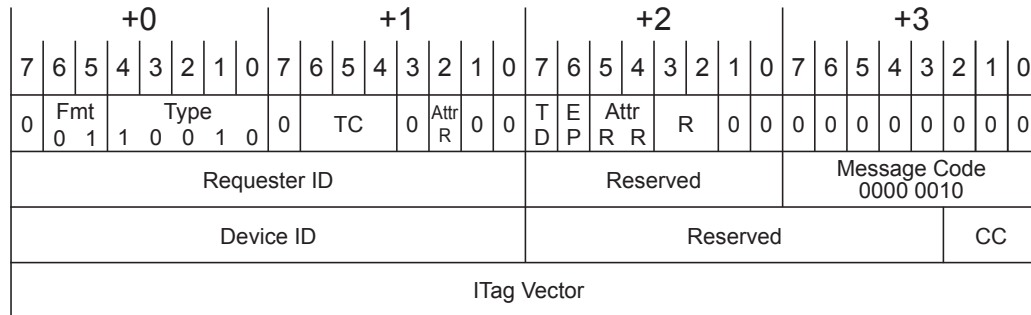 +0 +1 +2 +3
7 6 5 4 3 2 1 0 7 6 5 4 3 2 1 0 7 6 5 4 3 2 1 0 7 6 5 4 3 2 1 0
0 Fmt 0 1 Type 1 0 0 1 0 0 TC 0 Attr R 0 0 TD EP Attr R R R 0 0 0 0 0 0 0 0 0 0
Requester ID Reserved Message Code 0000 0010
Device ID Reserved CC
ITag Vector